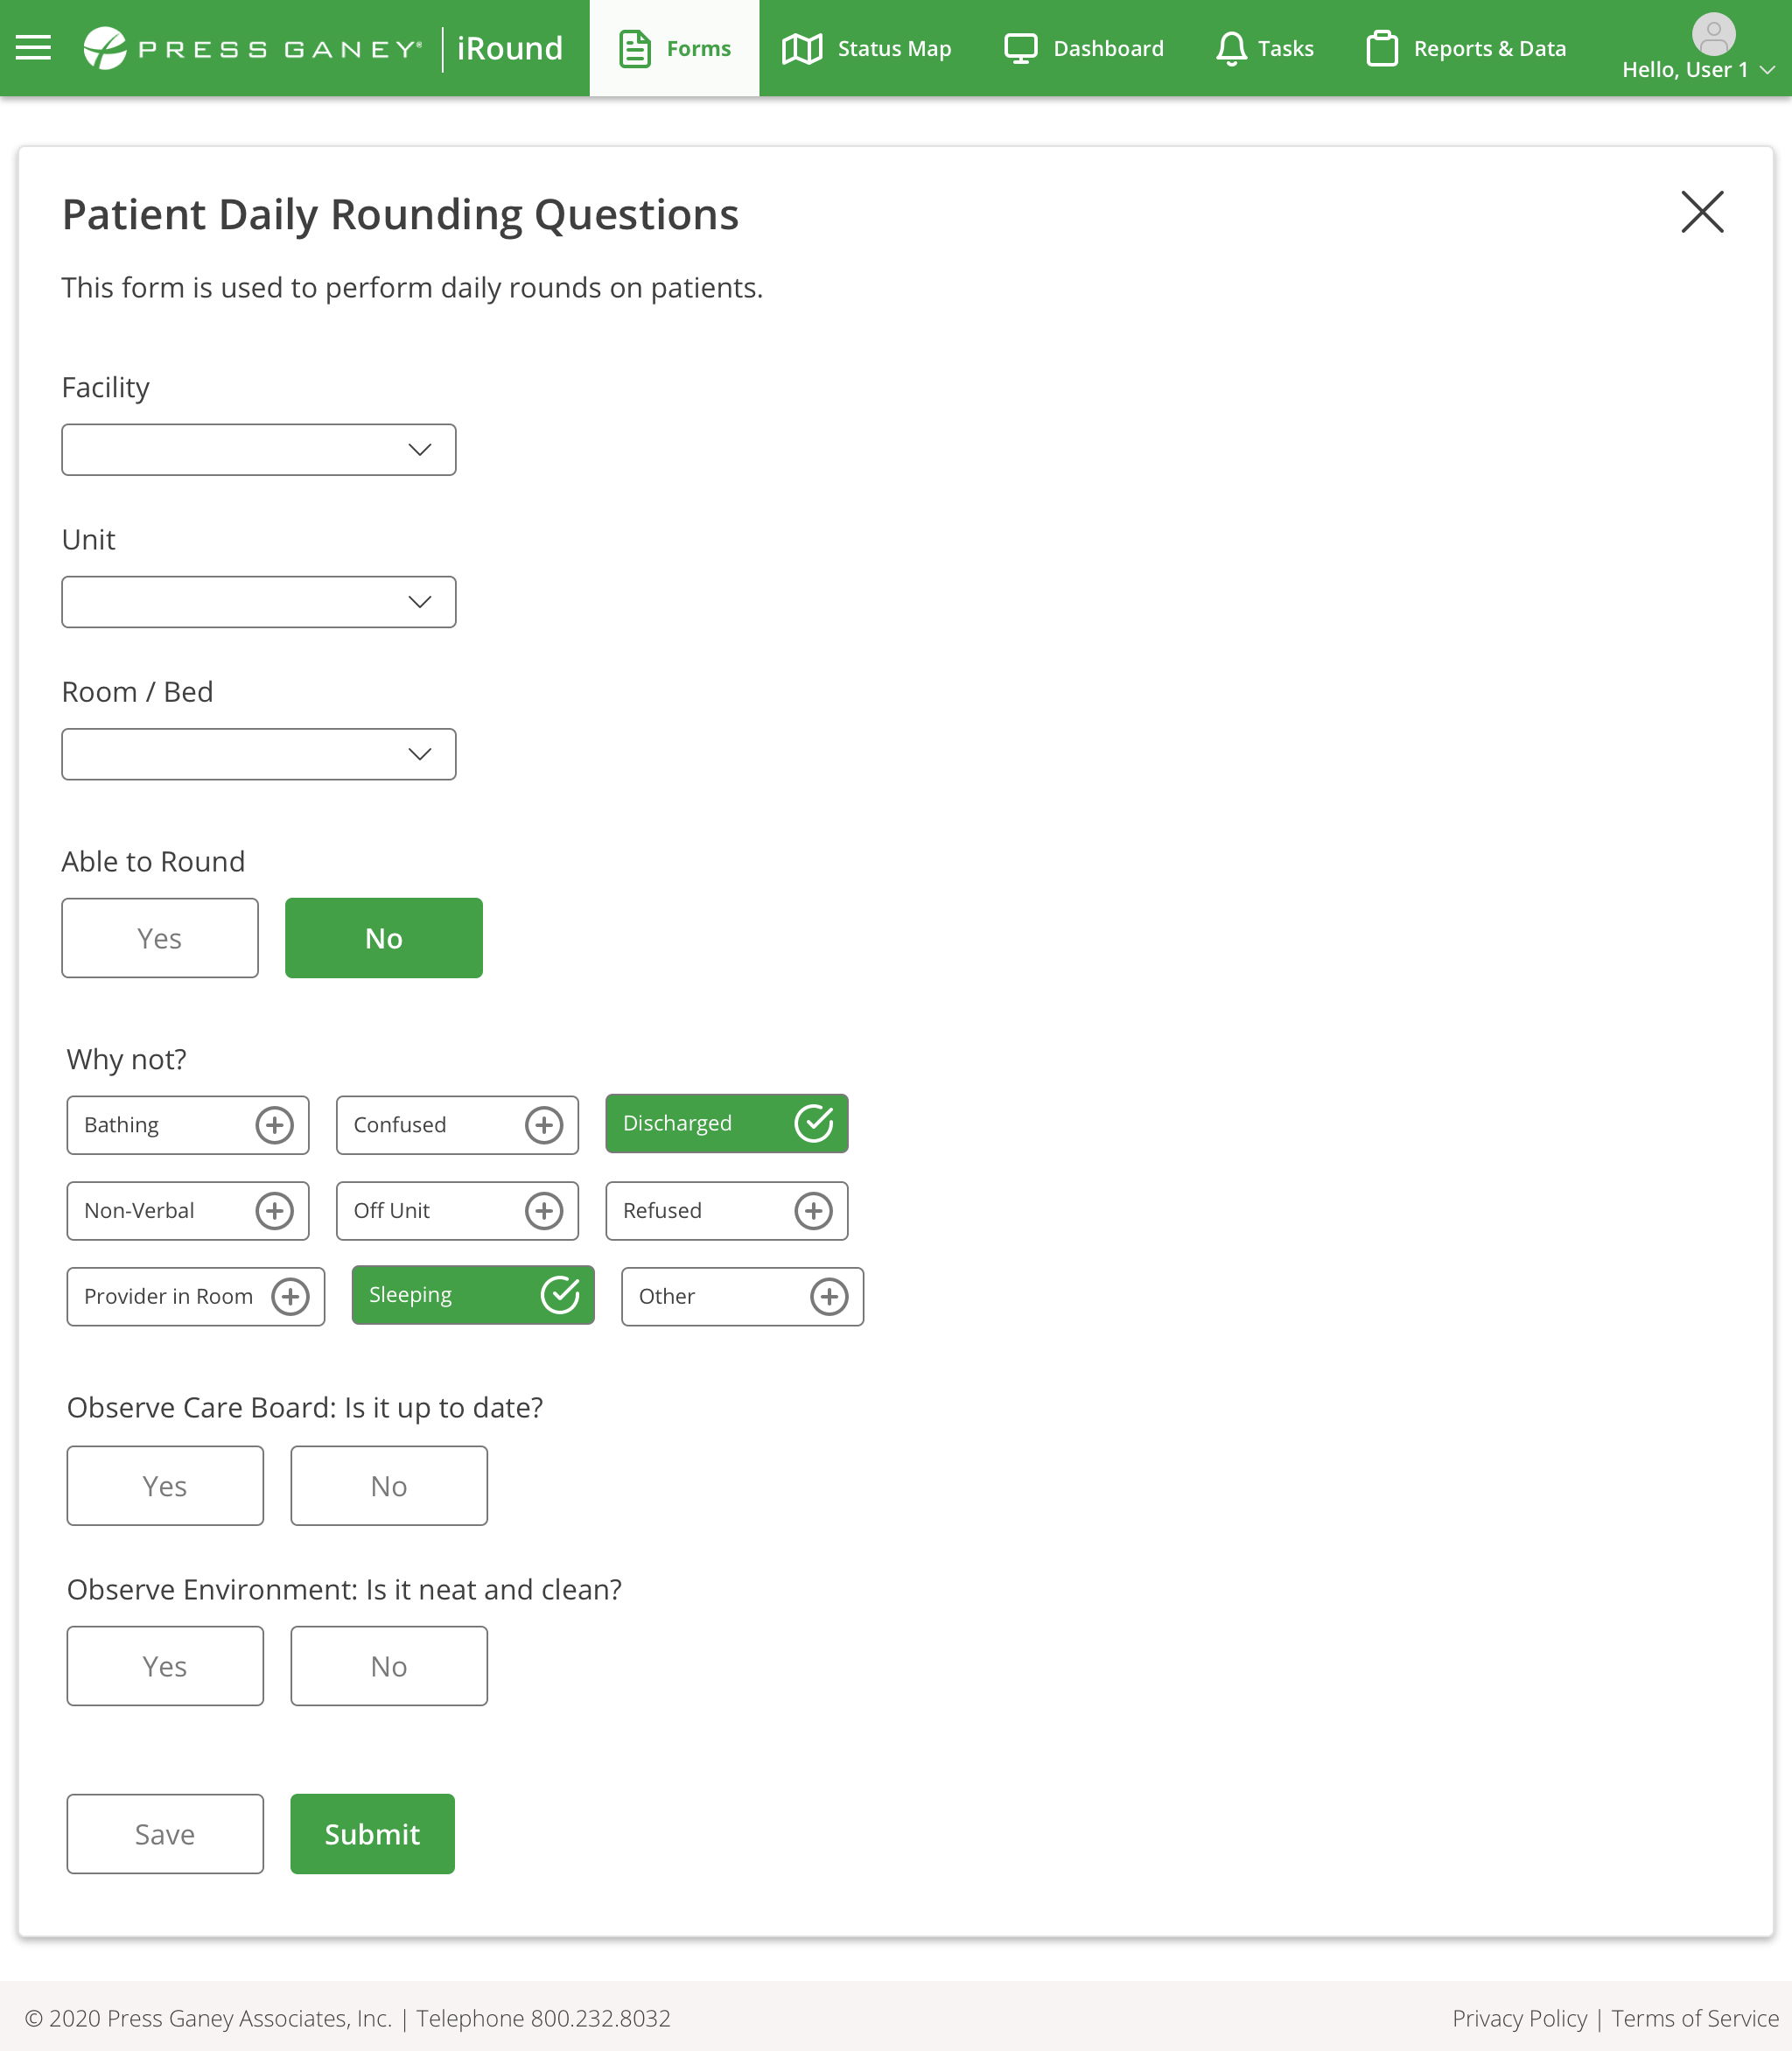 PRESS GANEY® iRound Forms Status Map Dashboard Tasks Reports & Data
Hello, User 1
Patient Daily Rounding Questions
This form is used to perform daily rounds on patients.
Facility
Unit
Room / Bed
Able to Round
Yes No
Why not?
Bathing Confused Discharged
Non-Verbal Off Unit Refused
Provider in Room Sleeping Other
Observe Care Board: Is it up to date?
Yes No
Observe Environment: Is it neat and clean?
Yes No
Save Submit
© 2020 Press Ganey Associates, Inc. | Telephone 800.232.8032 Privacy Policy | Terms of Service